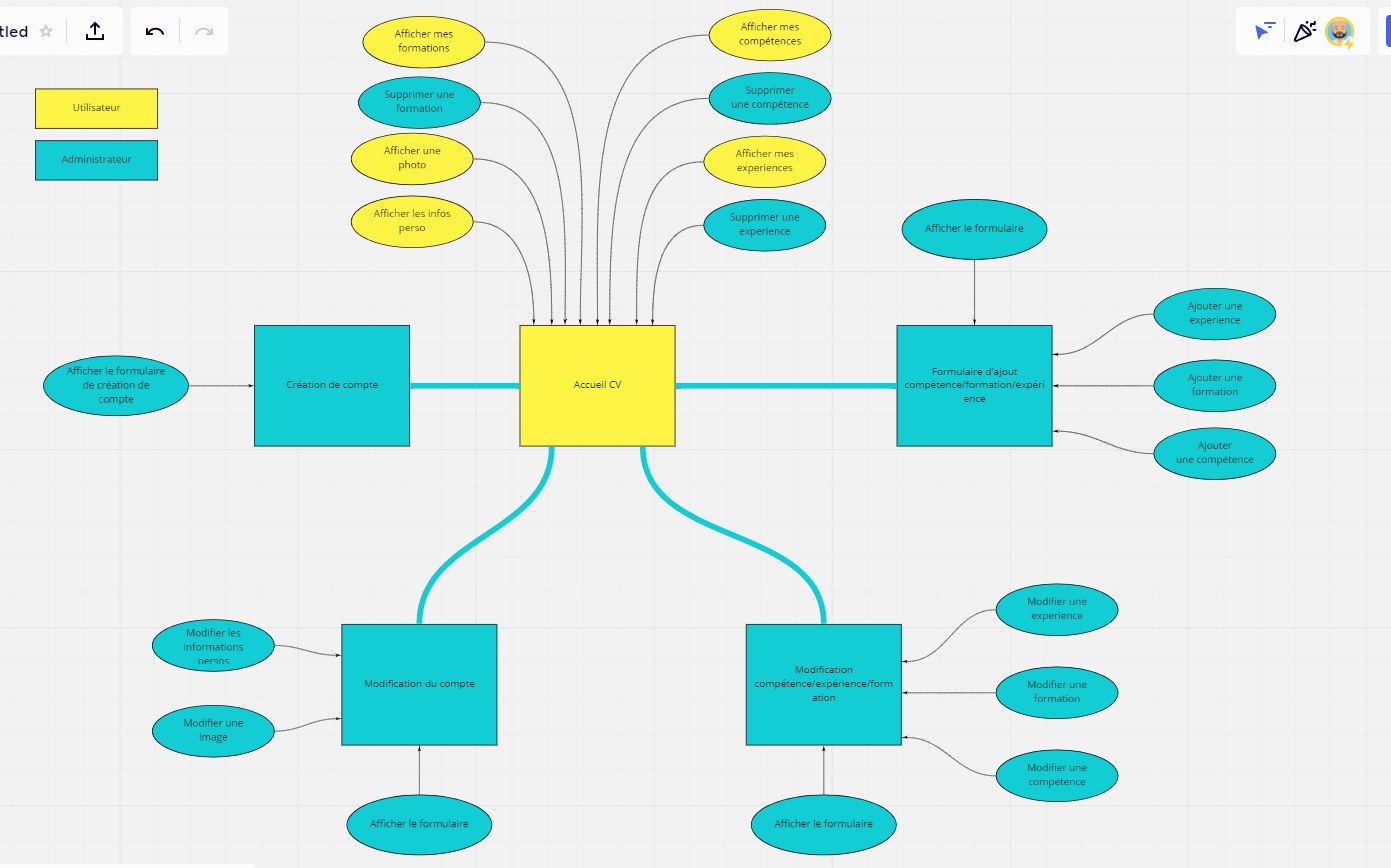 tled
Utilisateur
Administrateur
Afficher mes
formations
Supprimer une
formation
Afficher une
photo
Afficher les infos
perso
Afficher mes
compétences
Supprimer
une compétence
Afficher mes
experiences
Supprimer une
experience
Afficher le formulaire
Afficher le formulaire
de création de
compte
Création de compte
Accueil CV
Formulaire d'ajout
compétence/formation/expéri
ence
Ajouter une
experience
Ajouter une
formation
Ajouter
une compétence
Modifier les
informations
persos
Modifier une
image
Modification du compte
Afficher le formulaire
Modification
compétence/expérience/form
ation
Afficher le formulaire
Modifier une
experience
Modifier une
formation
Modifier une
compétence